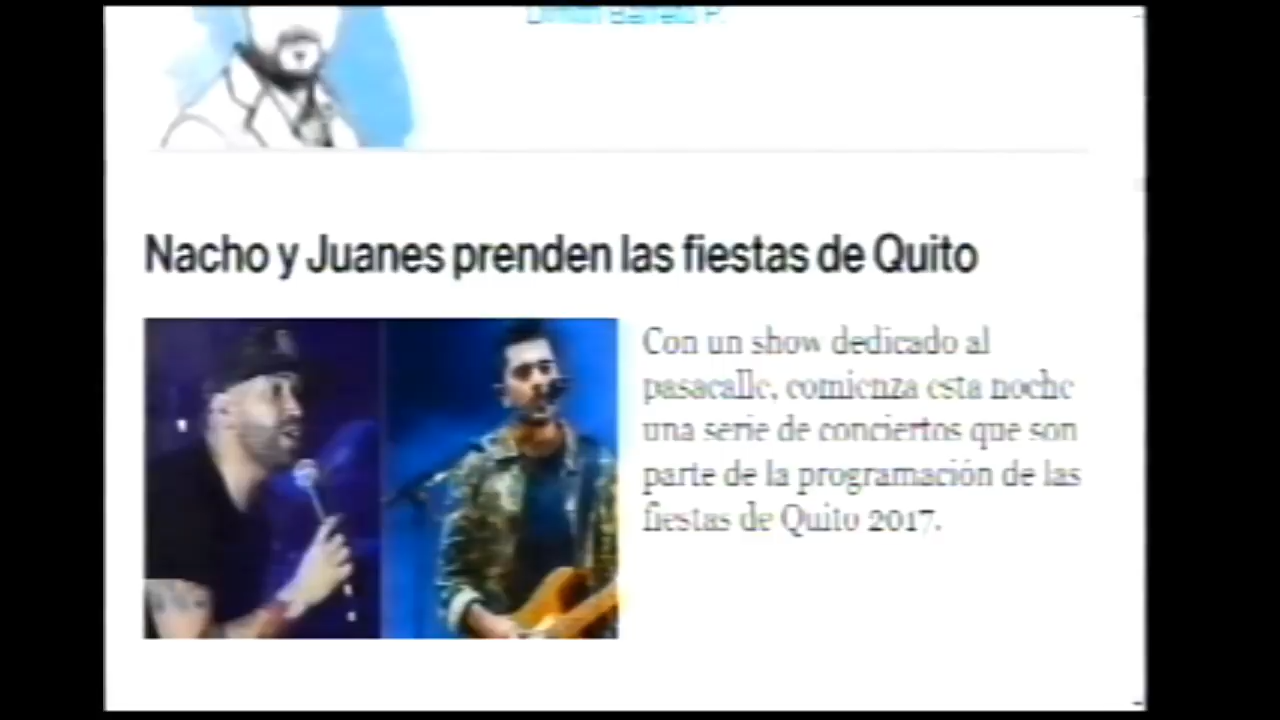 Nacho y Juanes prenden las fiestas de Quito
Con un show dedicado al
pasacalle, comienza esta noche
una serie de conciertos que son
parte de la programación de las
fiestas de Quito 2017.